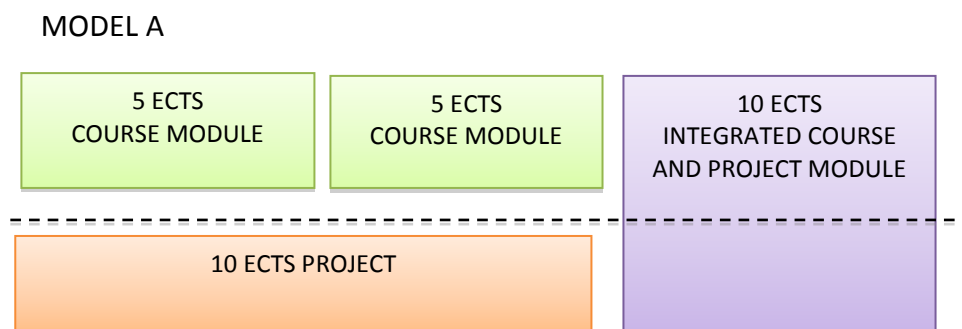 MODEL A
5 ECTS
COURSE MODULE
5 ECTS
COURSE MODULE
10 ECTS
INTEGRATED COURSE
AND PROJECT MODULE
10 ECTS PROJECT